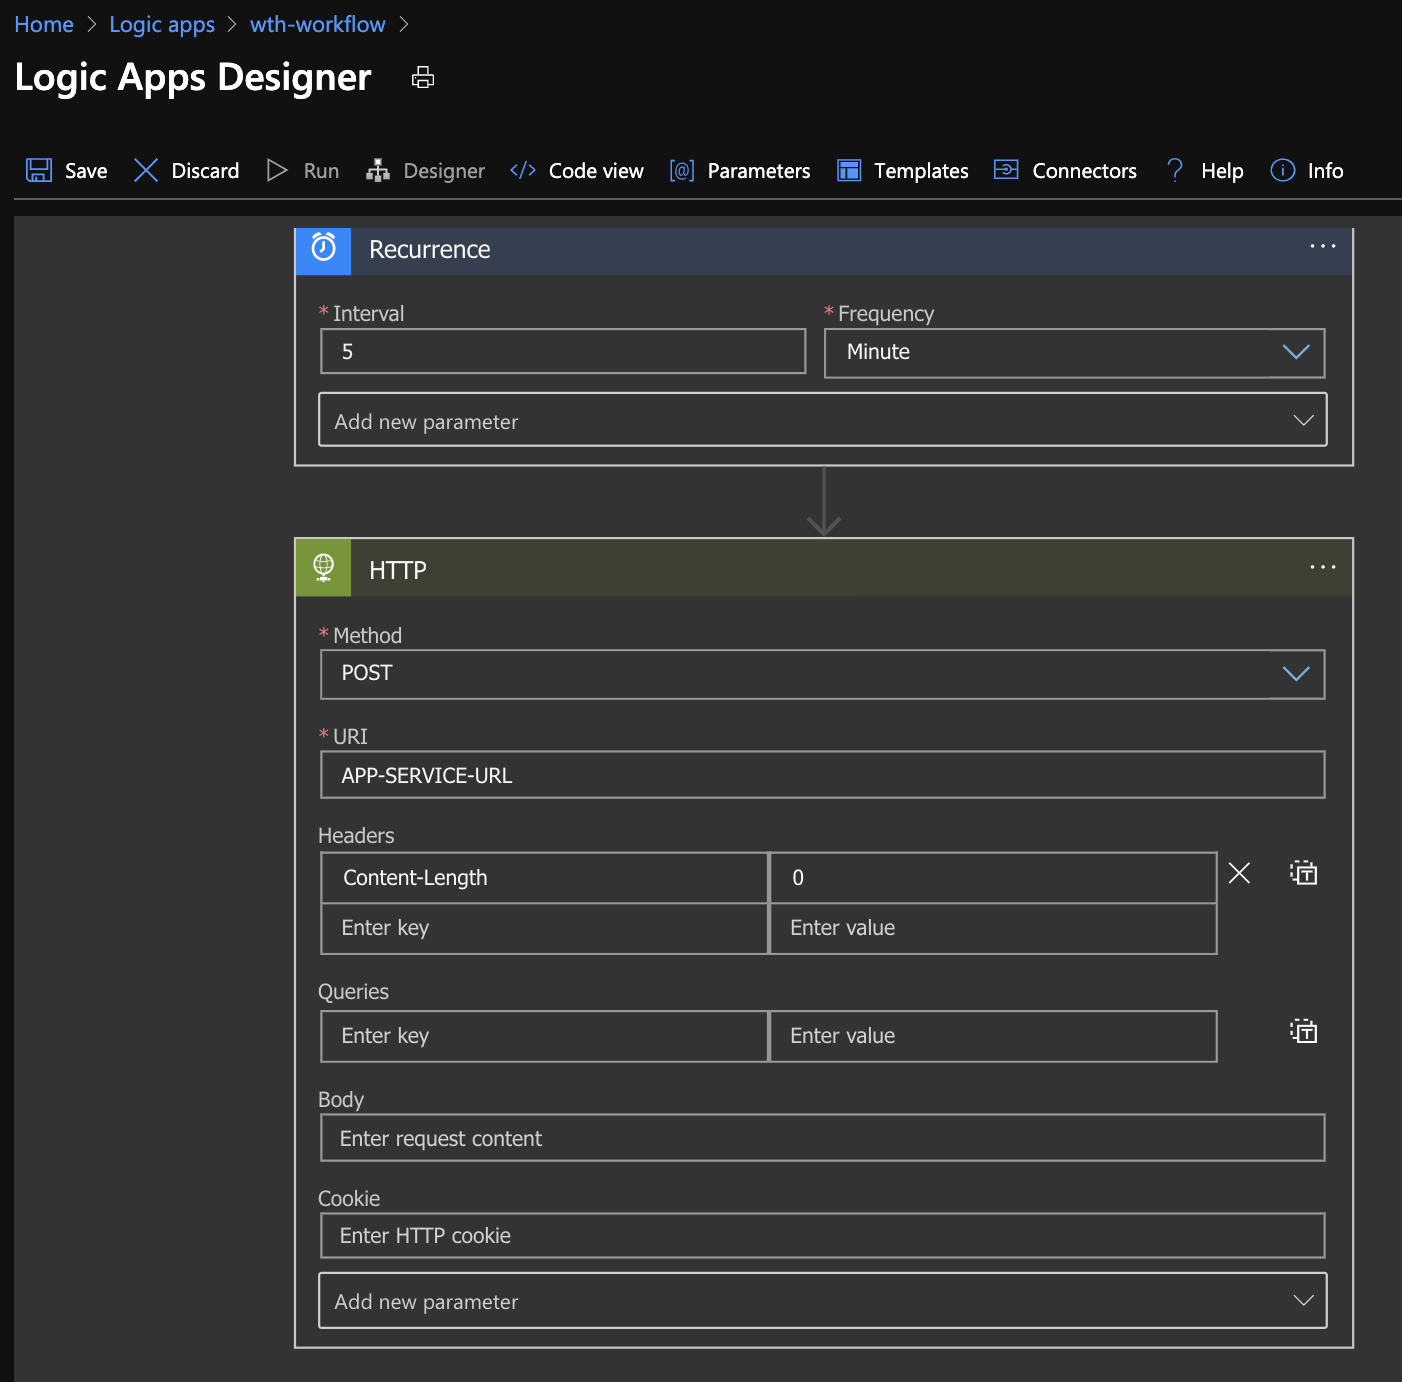 Home > Logic apps > wth-workflow >
Logic Apps Designer
Save Discard Run Designer </> Code view [@] Parameters Templates Connectors ? Help Info
Recurrence ...
* Interval * Frequency
5 Minute
Add new parameter
HTTP ...
* Method
POST
* URI
APP-SERVICE-URL
Headers
Content-Length 0
Enter key Enter value
Queries
Enter key Enter value
Body
Enter request content
Cookie
Enter HTTP cookie
Add new parameter